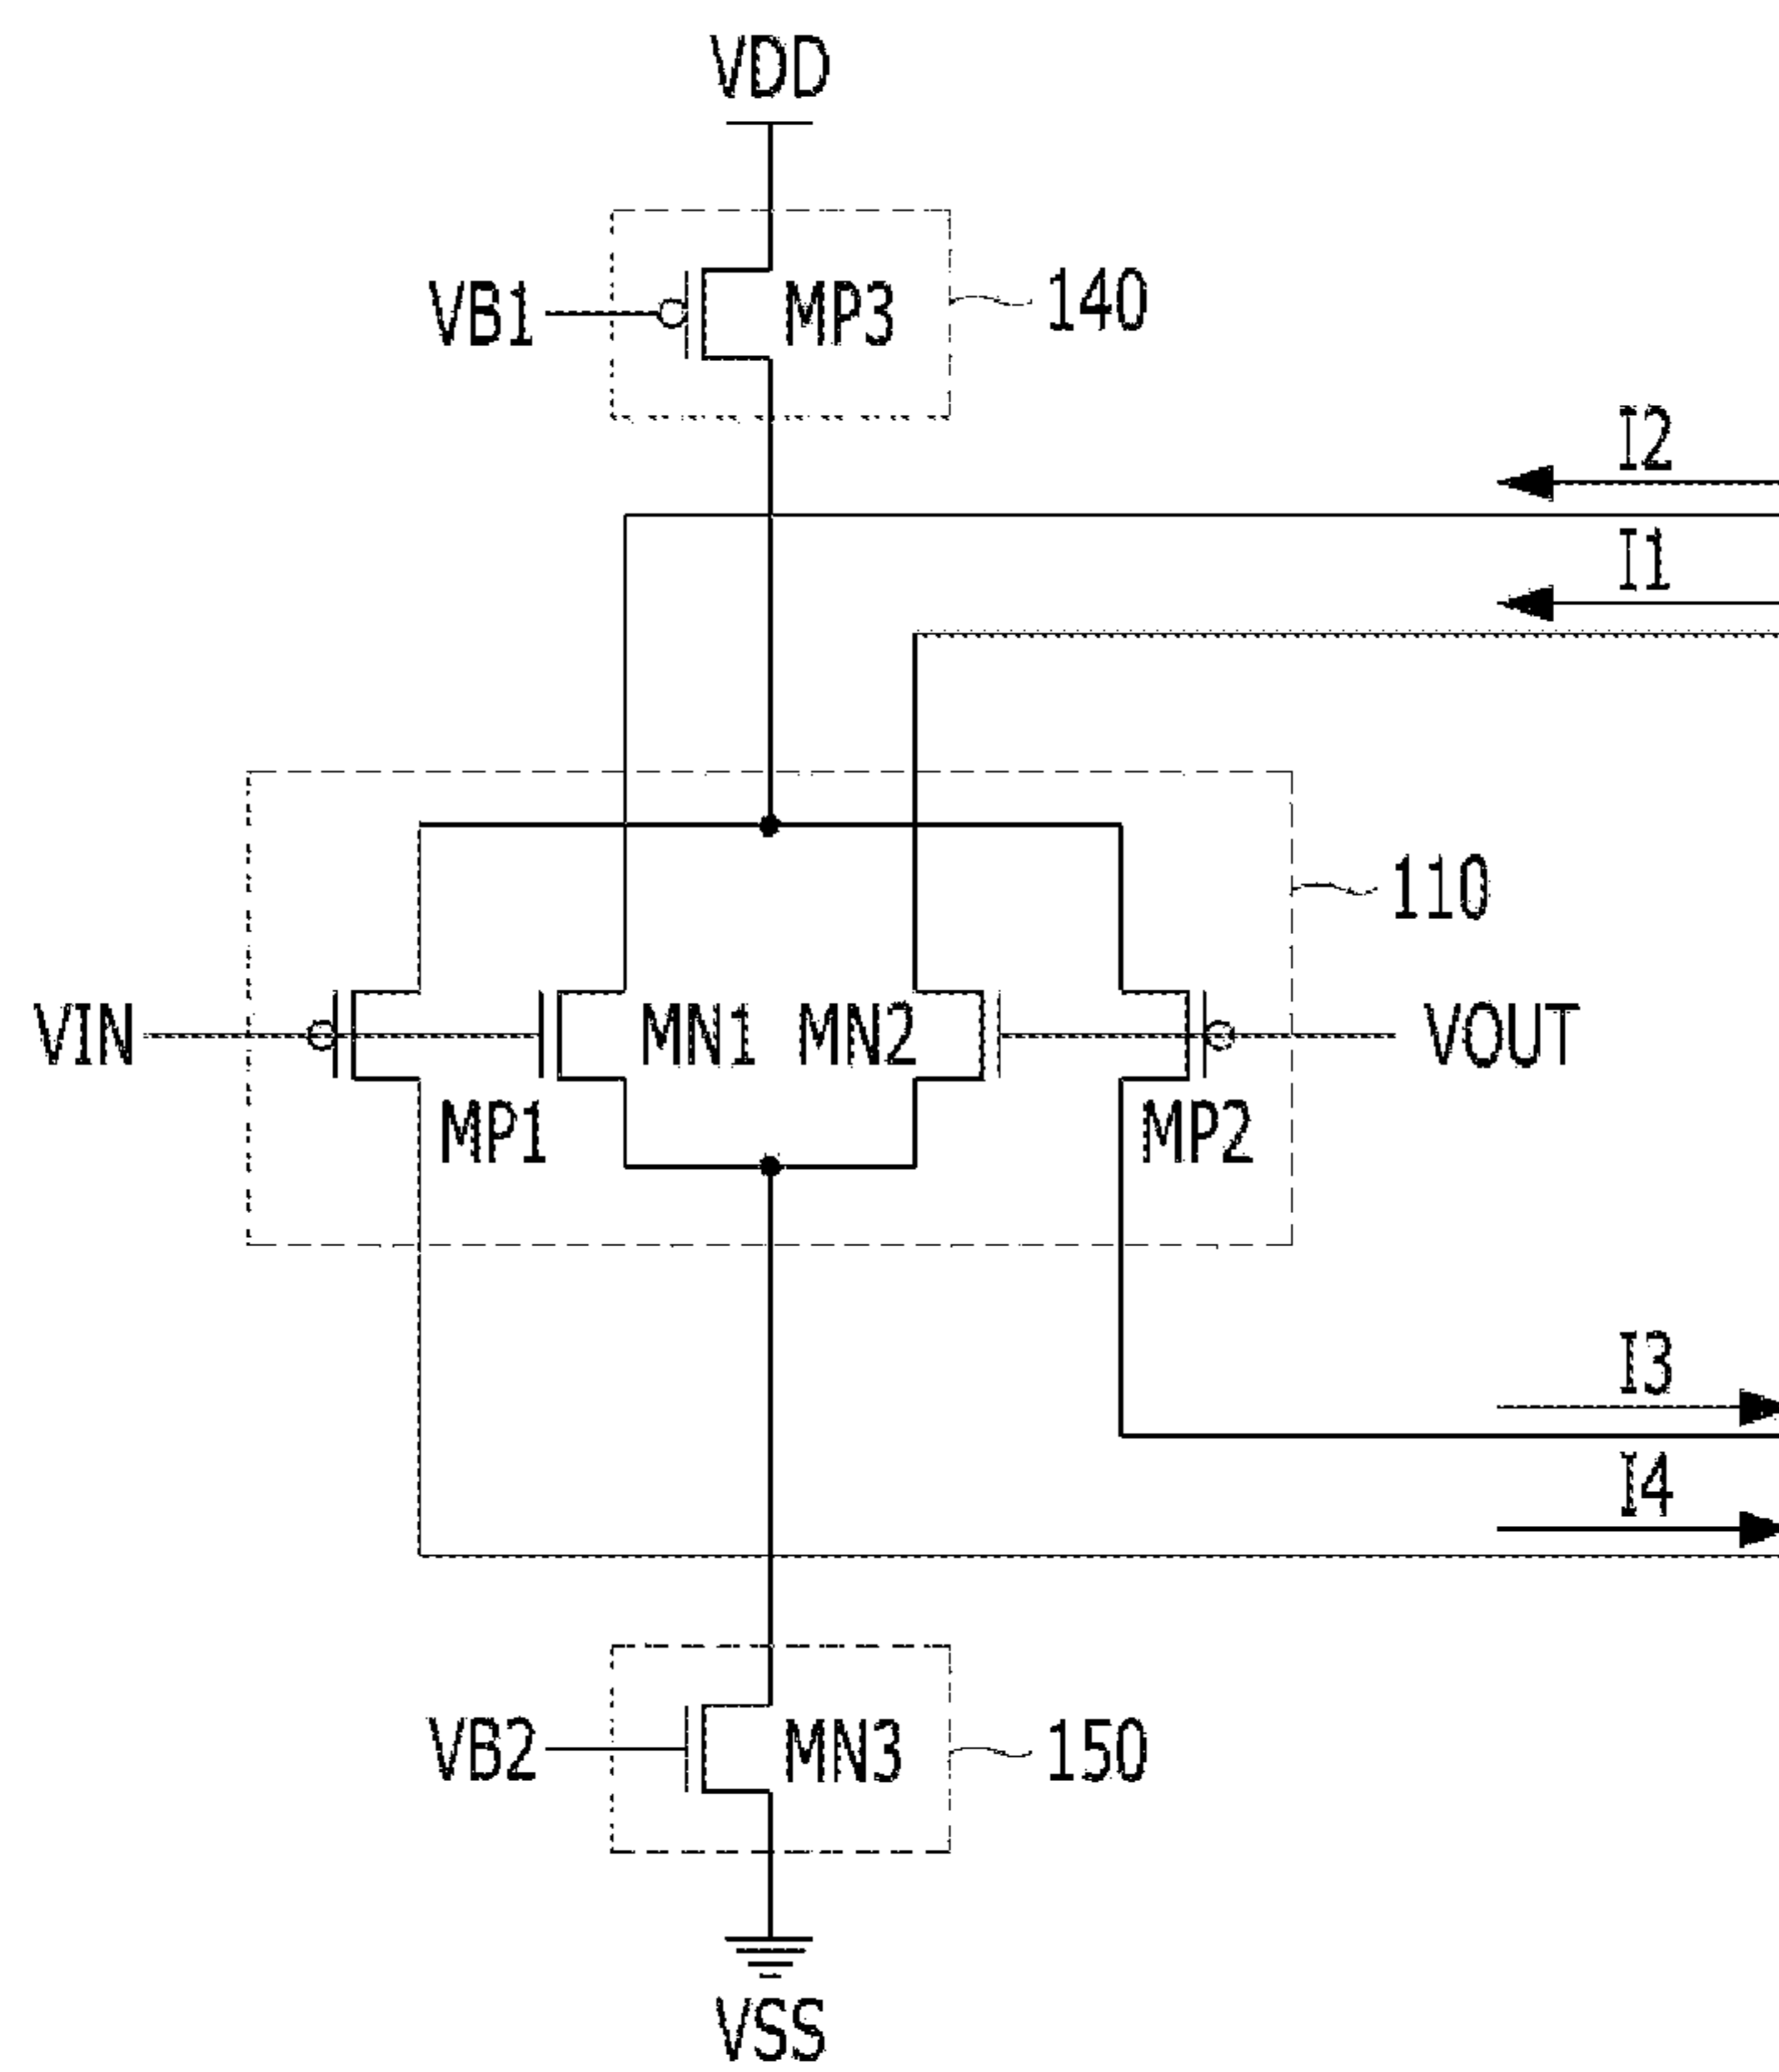 VDD
VB1 MP3 140
I2
I1
110
VIN MN1 MN2 VOUT
MP1 MP2
I3
I4
VB2 MN3 150
VSS